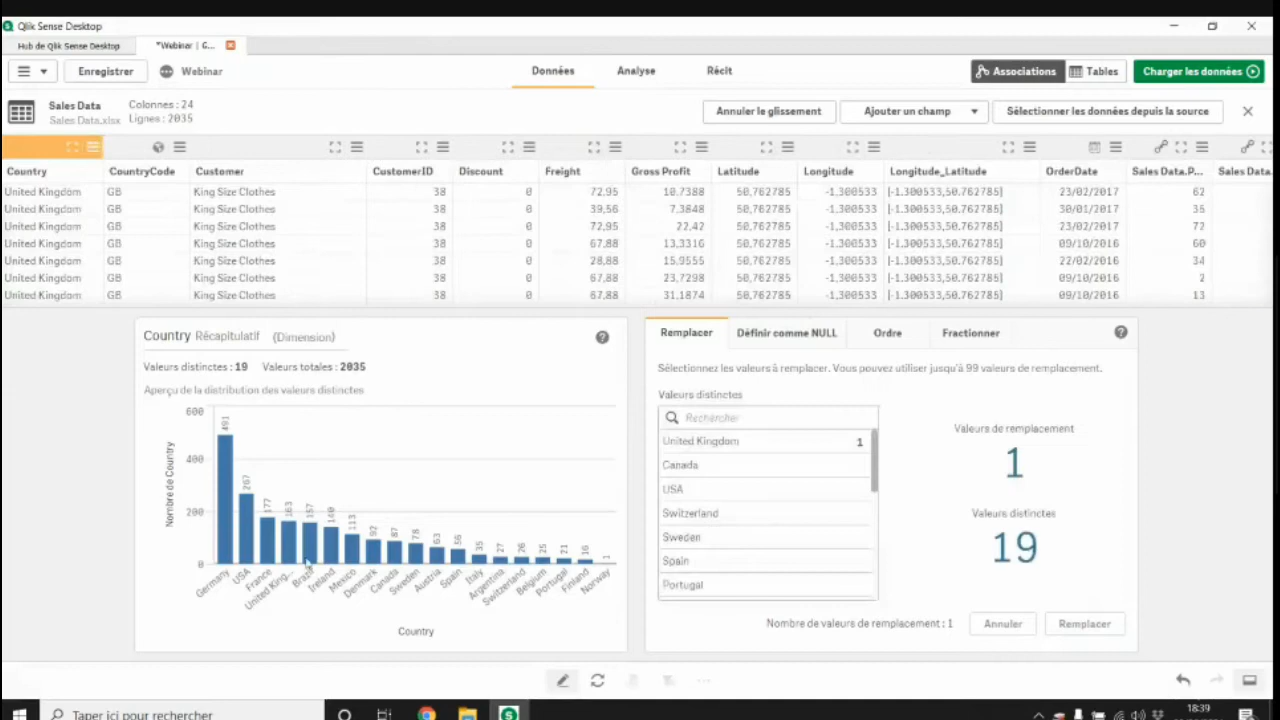 Qlik Sense Desktop
Hub de Qlik Sense Desktop *Webinar | G...
Enregistrer Webinar Données Analyse Récit Associations Tables Charger les données
Sales Data Colonnes : 24
Sales Data.xlsx Lignes : 2035
Annuler le glissement Ajouter un champ Sélectionner les données depuis la source
Country CountryCode Customer CustomerID Discount Freight Gross Profit Latitude Longitude Longitude_Latitude OrderDate Sales Data.P... Sales Data.
United Kingdom GB King Size Clothes 38 0 72,95 10.7388 50,762785 -1,300533 [-1.300533,50.762785] 23/02/2017 62
United Kingdom GB King Size Clothes 38 0 39,56 7.3848 50,762785 -1,300533 [-1.300533,50.762785] 30/01/2017 36
United Kingdom GB King Size Clothes 38 0 72,95 22.42 50,762785 -1,300533 [-1.300533,50.762785] 23/02/2017 72
United Kingdom GB King Size Clothes 38 0 67,88 13.3316 50,762785 -1,300533 [-1.300533,50.762785] 09/10/2016 60
United Kingdom GB King Size Clothes 38 0 28,88 15.9555 50,762785 -1,300533 [-1.300533,50.762785] 22/02/2016 34
United Kingdom GB King Size Clothes 38 0 67,88 23.7298 50,762785 -1,300533 [-1.300533,50.762785] 09/10/2016 2
United Kingdom GB King Size Clothes 38 0 67,88 31.1874 50,762785 -1,300533 [-1.300533,50.762785] 09/10/2016 13
Country Récapitulatif (Dimension)
Valeurs distinctes : 19 Valeurs totales : 2035
Aperçu de la distribution des valeurs distinctes
Nombre de Country
600
400
200
0
491 267 177 163 157 140 113 92 87 78 63 56 35 27 26 25 21 16 1
Germany USA France United King... Brazil Ireland Mexico Denmark Canada Sweden Austria Spain Italy Argentina Switzerland Belgium Portugal Finland Norway
Country
Remplacer Définir comme NULL Ordre Fractionner
Sélectionnez les valeurs à remplacer. Vous pouvez utiliser jusqu'à 99 valeurs de remplacement.
Valeurs distinctes
Rechercher
United Kingdom 1
Canada
USA
Switzerland
Sweden
Spain
Portugal
Valeurs de remplacement
1
Valeurs distinctes
19
Nombre de valeurs de remplacement : 1 Annuler Remplacer
Taper ici pour rechercher
18:39